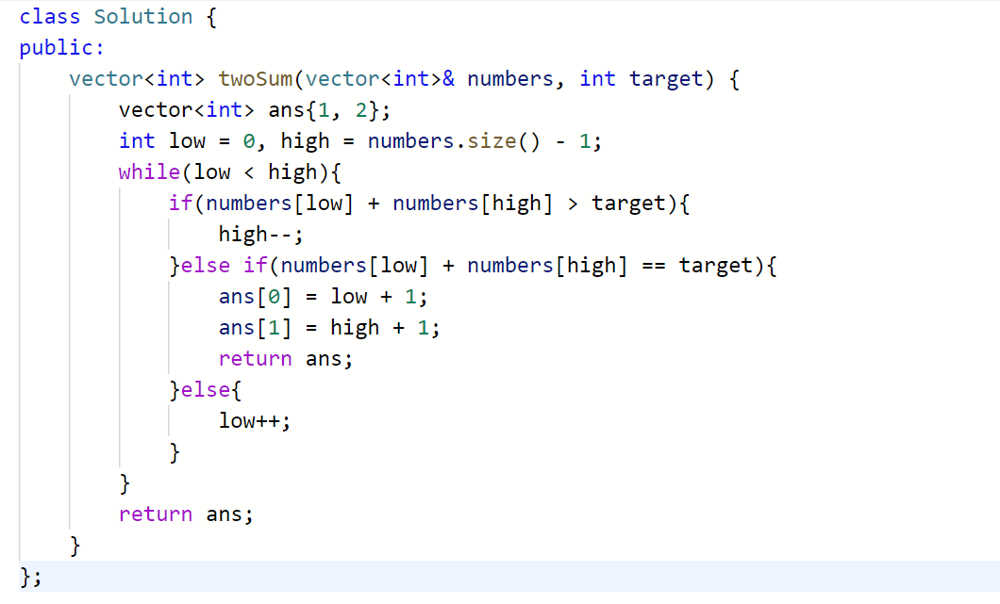 class Solution {
public:
    vector<int> twoSum(vector<int>& numbers, int target) {
        vector<int> ans{1, 2};
        int low = 0, high = numbers.size() - 1;
        while(low < high){
            if(numbers[low] + numbers[high] > target){
                high--;
            }else if(numbers[low] + numbers[high] == target){
                ans[0] = low + 1;
                ans[1] = high + 1;
                return ans;
            }else{
                low++;
            }
        }
        return ans;
    }
};